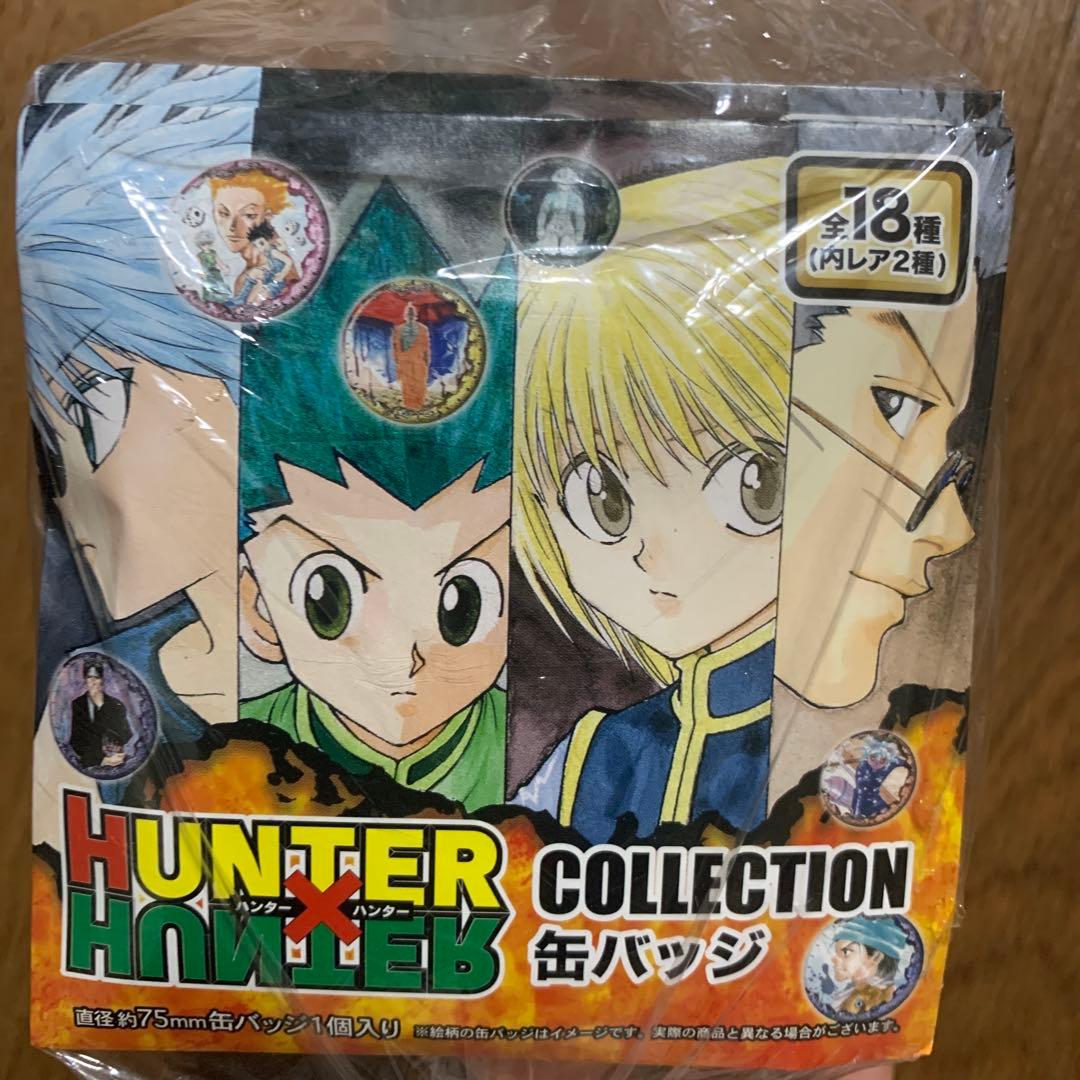 全18種
(内レア2種)
HUNTER
ハンター×ハンター
HUNTER
COLLECTION
缶バッジ
直径約75mm缶バッジ1個入り
※絵柄の缶バッジはイメージです。実際の商品と異なる場合がございます。